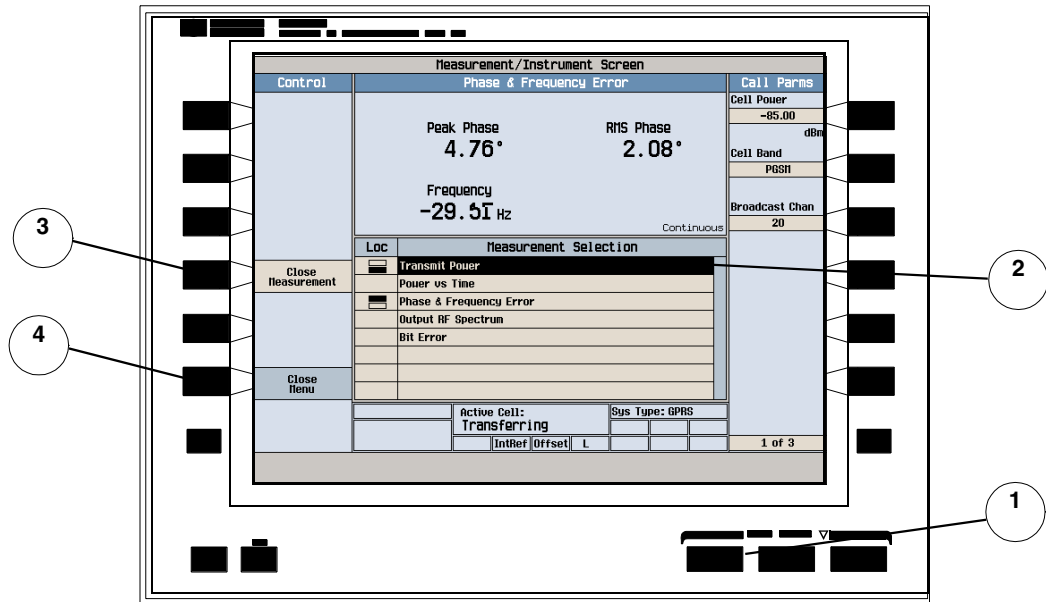 Measurement/Instrument Screen
Control
Phase & Frequency Error
Call Parms
Cell Power
-85.00
dBm
Cell Band
PGSM
Broadcast Chan
20
Peak Phase
4.76°
RMS Phase
2.08°
Frequency
-29.51 Hz
Continuous
Loc
Measurement Selection
Transmit Power
Power vs Time
Phase & Frequency Error
Output RF Spectrum
Bit Error
Close
Measurement
Close
Menu
Active Cell:
Transferring
Sys Type: GPRS
IntRef Offset L
1 of 3
3
4
2
1